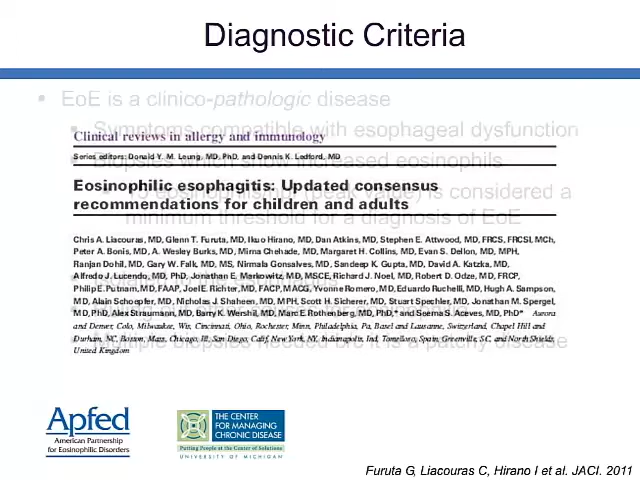 Diagnostic Criteria
• EoE is a clinico-pathologic disease
Symptoms compatible with esophageal dysfunction
Clinical reviews in allergy and immunology
Series editors: Donald Y. M. Leung, MD, PhD, and Dennis K. Ledford, MD
Biopsies which show increased eosinophils
Eosinophilic esophagitis: Updated consensus
recommendations for children and adults
(peak value) is considered a
minimum threshold for a diagnosis of EoE
Chris A. Liacouras, MD, Glenn T. Furuta, MD, Ikuo Hirano, MD, Dan Atkins, MD, Stephen E. Attwood, MD, FRCS, FRCSI, MCh,
Peter A. Bonis, MD, A. Wesley Burks, MD, Mirna Chehade, MD, Margaret H. Collins, MD, Evan S. Dellon, MD, MPH,
Ranjan Dohil, MD, Gary W. Falk, MD, MS, Nirmala Gonsalves, MD, Sandeep K. Gupta, MD, David A. Katzka, MD,
Alfredo J. Lucendo, MD, PhD, Jonathan E. Markowitz, MD, MSCE, Richard J. Noel, MD, Robert D. Odze, MD, FRCP,
Philip E. Putnam, MD, FAAP, Joel E. Richter, MD, FACP, MACG, Yvonne Romero, MD, Eduardo Ruchelli, MD, Hugh A. Sampson,
MD, Alain Schoepfer, MD, Nicholas J. Shaheen, MD, MPH, Scott H. Sicherer, MD, Stuart Spechler, MD, Jonathan M. Spergel,
MD, PhD, Alex Straumann, MD, Barry K. Wershil, MD, Marc E. Rothenberg, MD, PhD,* and Seema S. Aceves, MD, PhD* Aurora
and Denver, Colo, Milwaukee, Wis, Cincinnati, Ohio, Rochester, Minn, Philadelphia, Pa, Basel and Lausanne, Switzerland, Chapel Hill and
Durham, NC, Boston, Mass, Chicago, Ill, San Diego, Calif, New York, NY, Indianapolis, Ind, Tomelloso, Spain, Greenville, SC, and North Shields,
United Kingdom
Multiple biopsies needed b/c it is a patchy disease
Apfed
American Partnership
for Eosinophilic Disorders
THE CENTER
FOR MANAGING
CHRONIC DISEASE
Putting People at the Center of Solutions
UNIVERSITY OF MICHIGAN
Furuta G, Liacouras C, Hirano I et al. JACI. 2011